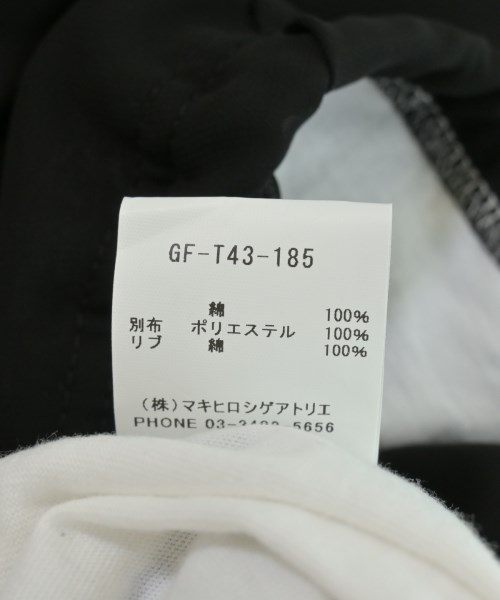 GF-T43-185
綿 100%
別布 ポリエステル 100%
リブ 綿 100%
(株)マキヒロシゲアトリエ
PHONE